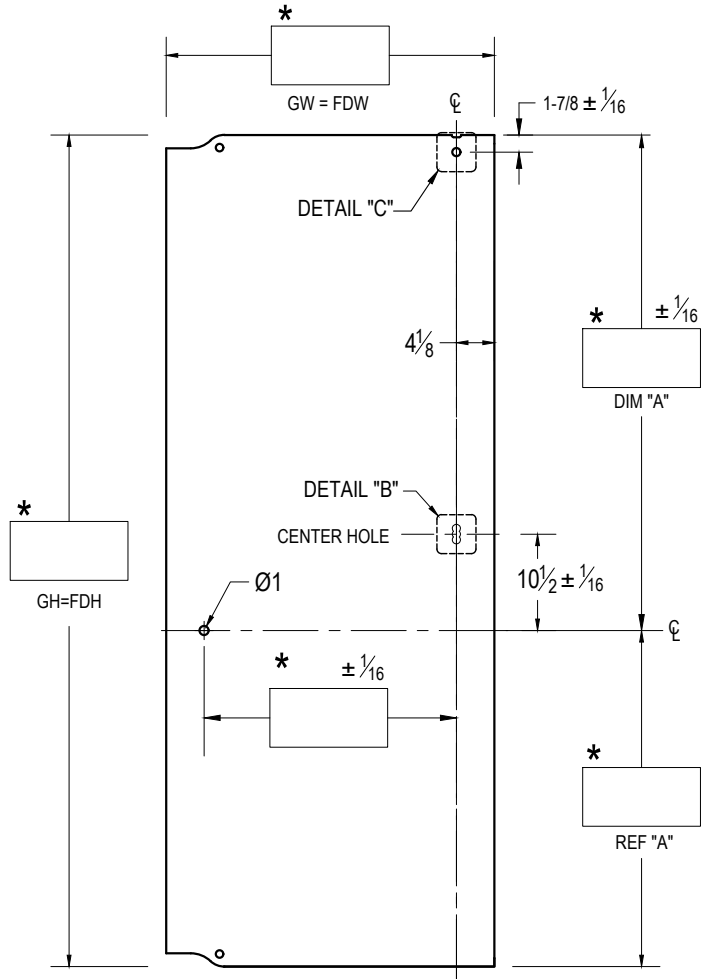 *
GW = FDW
℄
1-7/8 ± 1⁄16
DETAIL "C"
* ± 1⁄16
4 1⁄8
DIM "A"
DETAIL "B"
*
CENTER HOLE
10 1⁄2 ± 1⁄16
Ø1
GH=FDH
℄
* ± 1⁄16
*
REF "A"